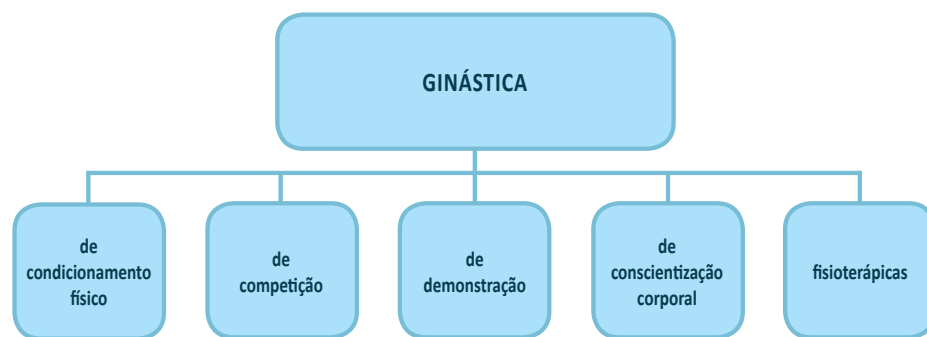 GINÁSTICA
de
condicionamento
físico
de
competição
de
demonstração
de
conscientização
corporal
fisioterápicas